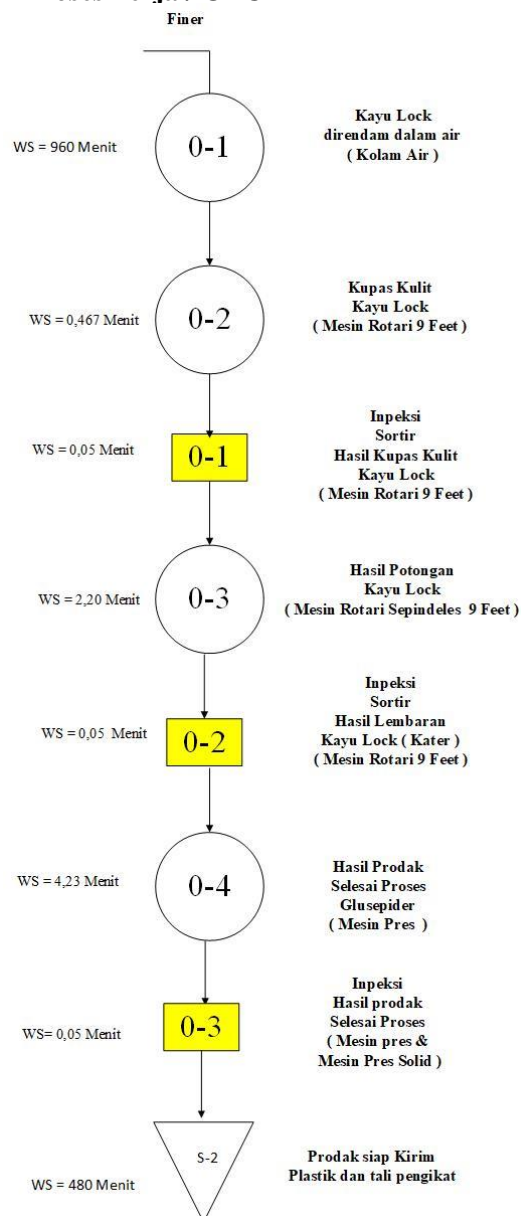 Finer
WS = 960 Menit
0-1
Kayu Lock
direndam dalam air
( Kolam Air )
WS = 0,467 Menit
0-2
Kupas Kulit
Kayu Lock
( Mesin Rotari 9 Feet )
WS = 0,05 Menit
0-1
Inpeksi
Sortir
Hasil Kupas Kulit
Kayu Lock
( Mesin Rotari 9 Feet )
WS = 2,20 Menit
0-3
Hasil Potongan
Kayu Lock
( Mesin Rotari Sepindeles 9 Feet )
WS = 0,05 Menit
0-2
Inpeksi
Sortir
Hasil Lembaran
Kayu Lock ( Kater )
( Mesin Rotari 9 Feet )
WS = 4,23 Menit
0-4
Hasil Prodak
Selesai Proses
Glusepider
( Mesin Pres )
WS= 0,05 Menit
0-3
Inpeksi
Hasil prodak
Selesai Proses
( Mesin pres &
Mesin Pres Solid )
WS = 480 Menit
S-2
Prodak siap Kirim
Plastik dan tali pengikat